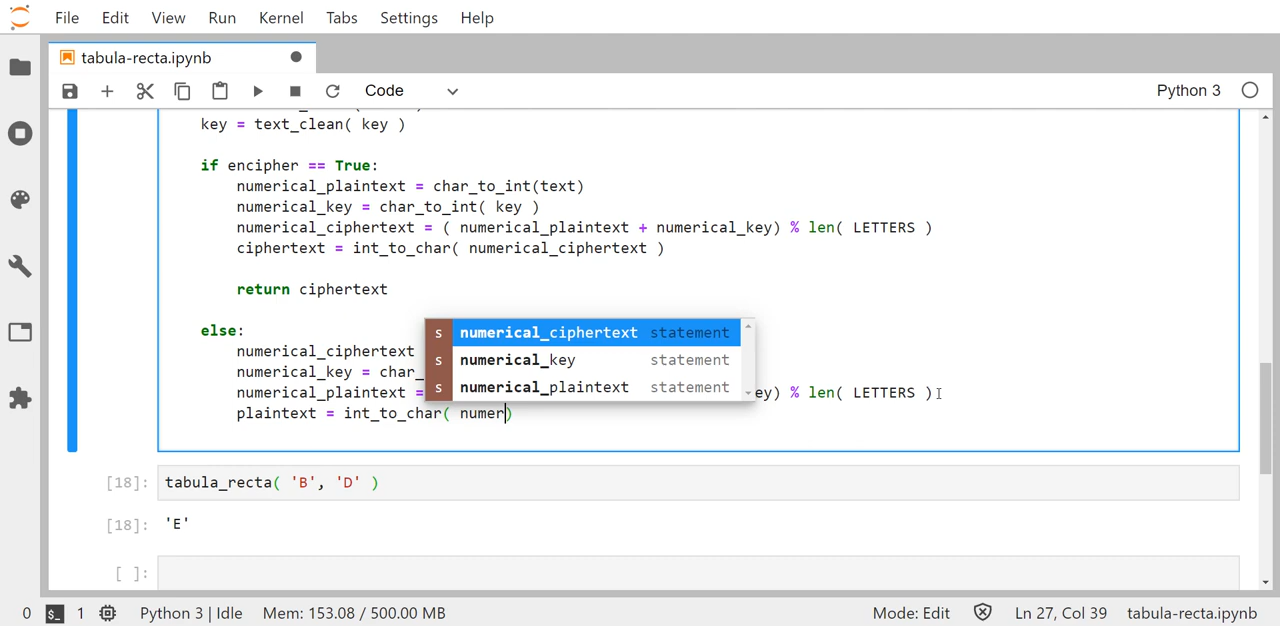 File Edit View Run Kernel Tabs Settings Help
tabula-recta.ipynb
Code Python 3
key = text_clean( key )
if encipher == True:
numerical_plaintext = char_to_int(text)
numerical_key = char_to_int( key )
numerical_ciphertext = ( numerical_plaintext + numerical_key) % len( LETTERS )
ciphertext = int_to_char( numerical_ciphertext )
return ciphertext
else:
s numerical_ciphertext statement
s numerical_key statement
s numerical_plaintext statement
numerical_ciphertext
numerical_key = char_
numerical_plaintext = ey) % len( LETTERS )
plaintext = int_to_char( numer)
[18]: tabula_recta( 'B', 'D' )
[18]: 'E'
[ ]:
0 $_ 1 Python 3 | Idle Mem: 153.08 / 500.00 MB Mode: Edit Ln 27, Col 39 tabula-recta.ipynb